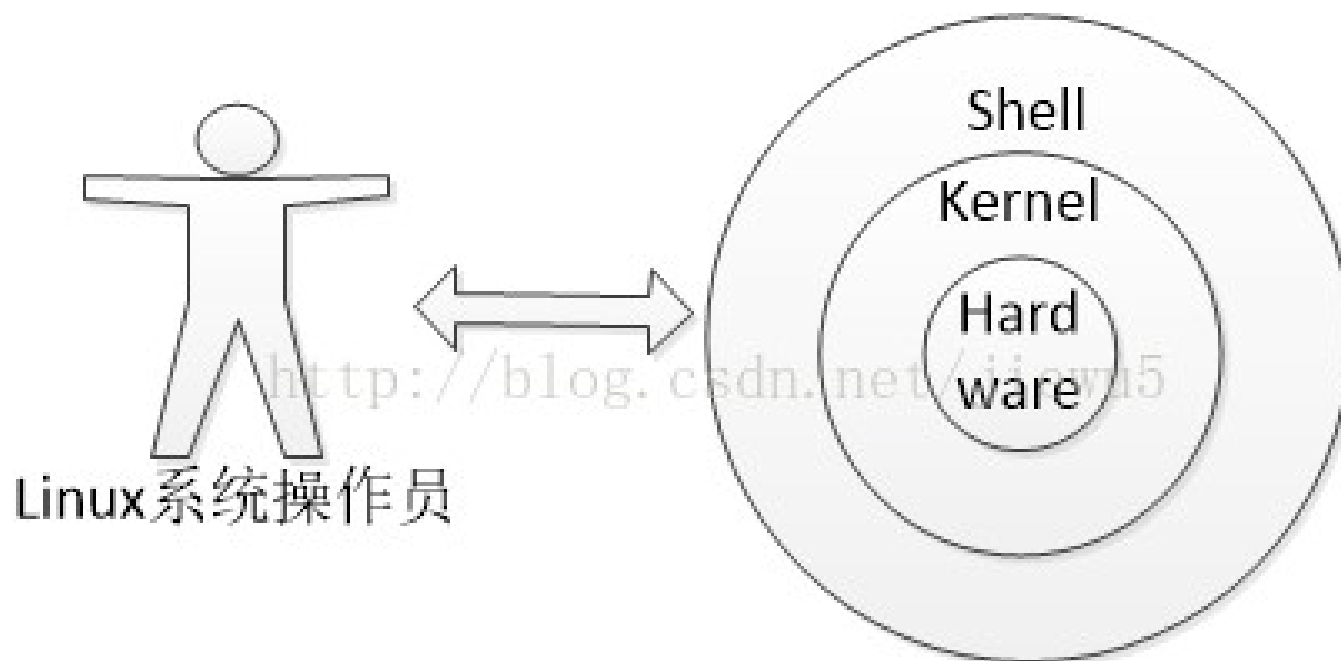 Shell
Kernel
Hard
ware
Linux系统操作员